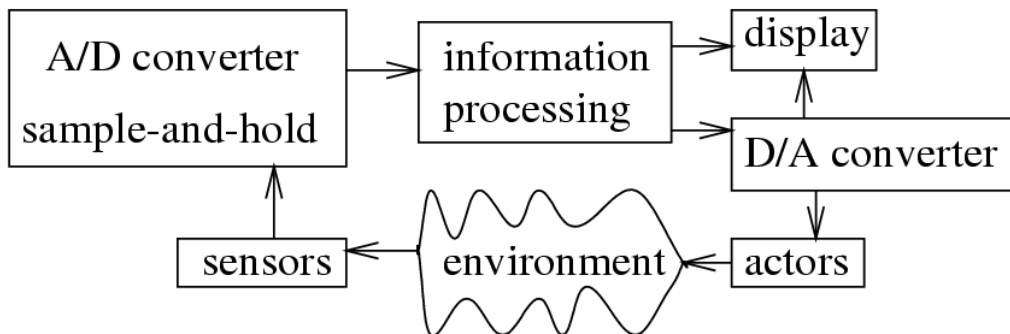 A/D converter
sample-and-hold
information
processing
display
D/A converter
sensors
environment
actors